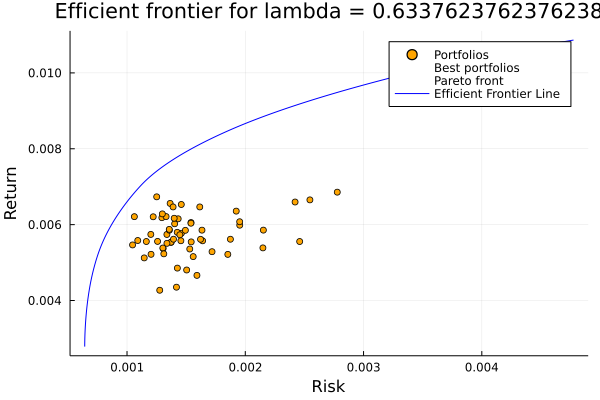 Efficient frontier for lambda = 0.6337623762376238
0.010
0.008
0.006
0.004
Return
Portfolios
Best portfolios
Pareto front
Efficient Frontier Line
0.001
0.002
0.003
0.004
Risk